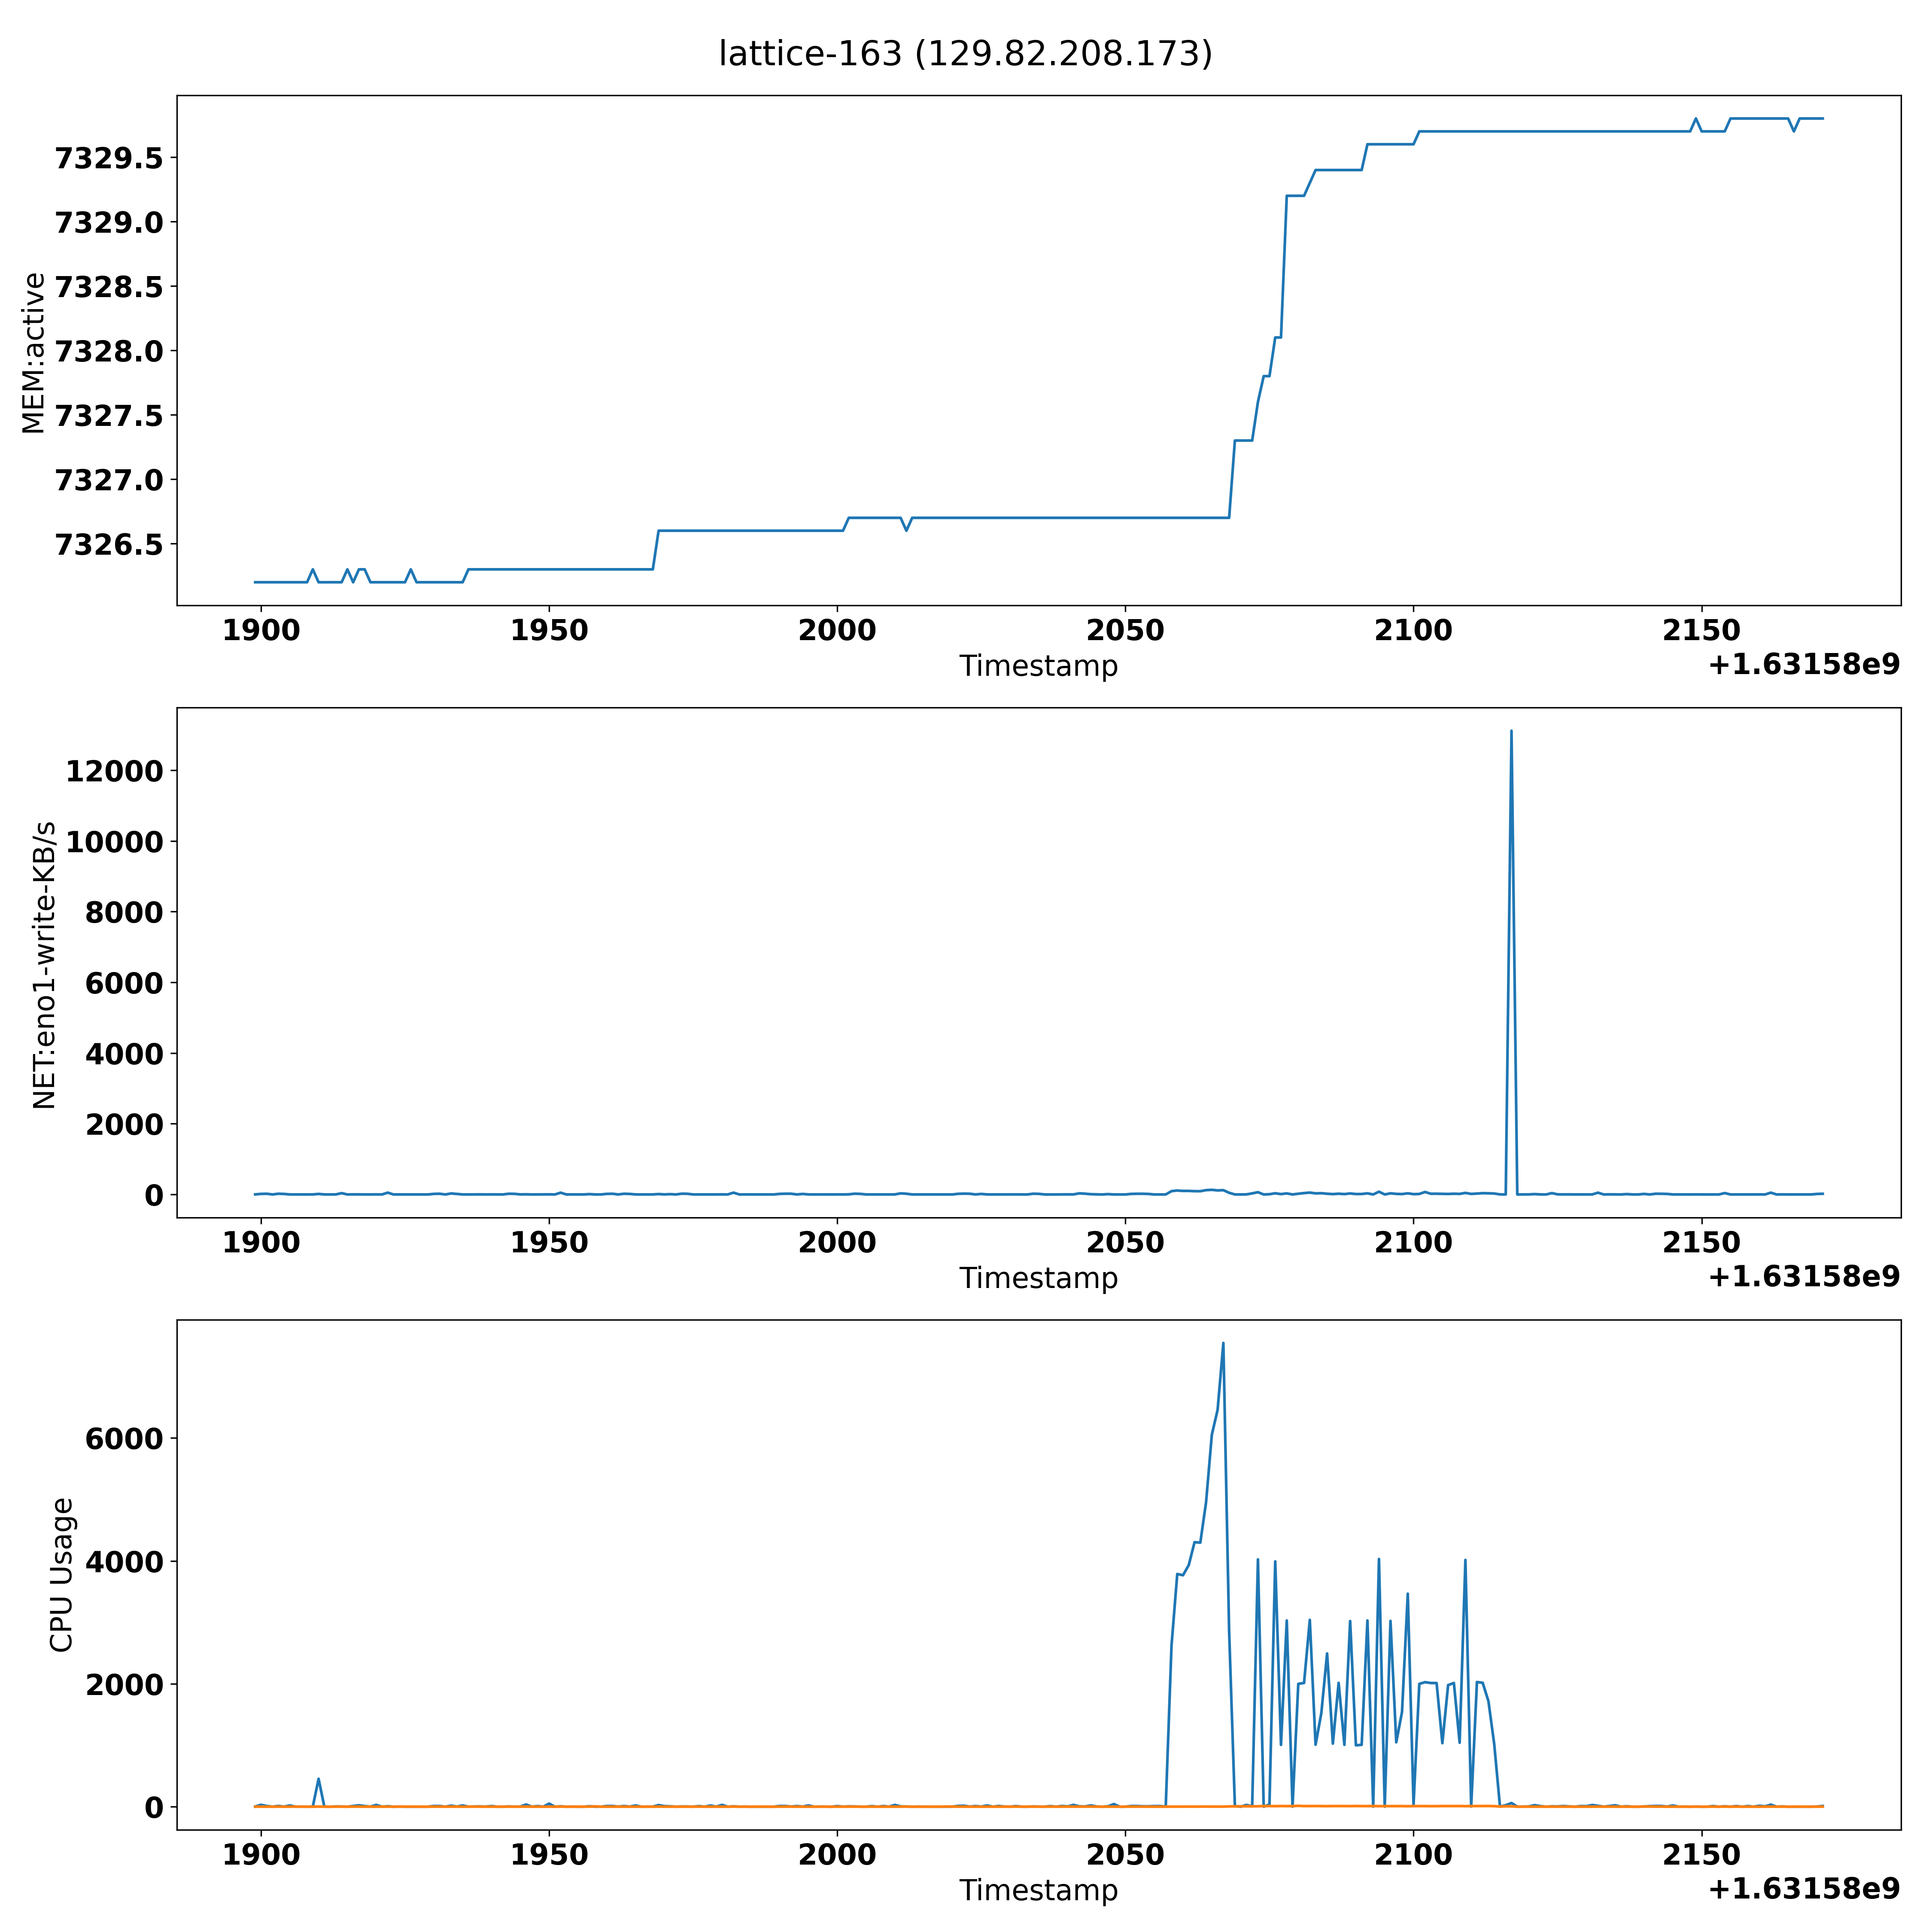 lattice-163 (129.82.208.173)
MEM:active
7329.5
7329.0
7328.5
7328.0
7327.5
7327.0
7326.5
1900 1950 2000 2050 2100 2150
Timestamp
+1.63158e9
NET:eno1-write-KB/s
12000
10000
8000
6000
4000
2000
0
1900 1950 2000 2050 2100 2150
Timestamp
+1.63158e9
CPU Usage
6000
4000
2000
0
1900 1950 2000 2050 2100 2150
Timestamp
+1.63158e9